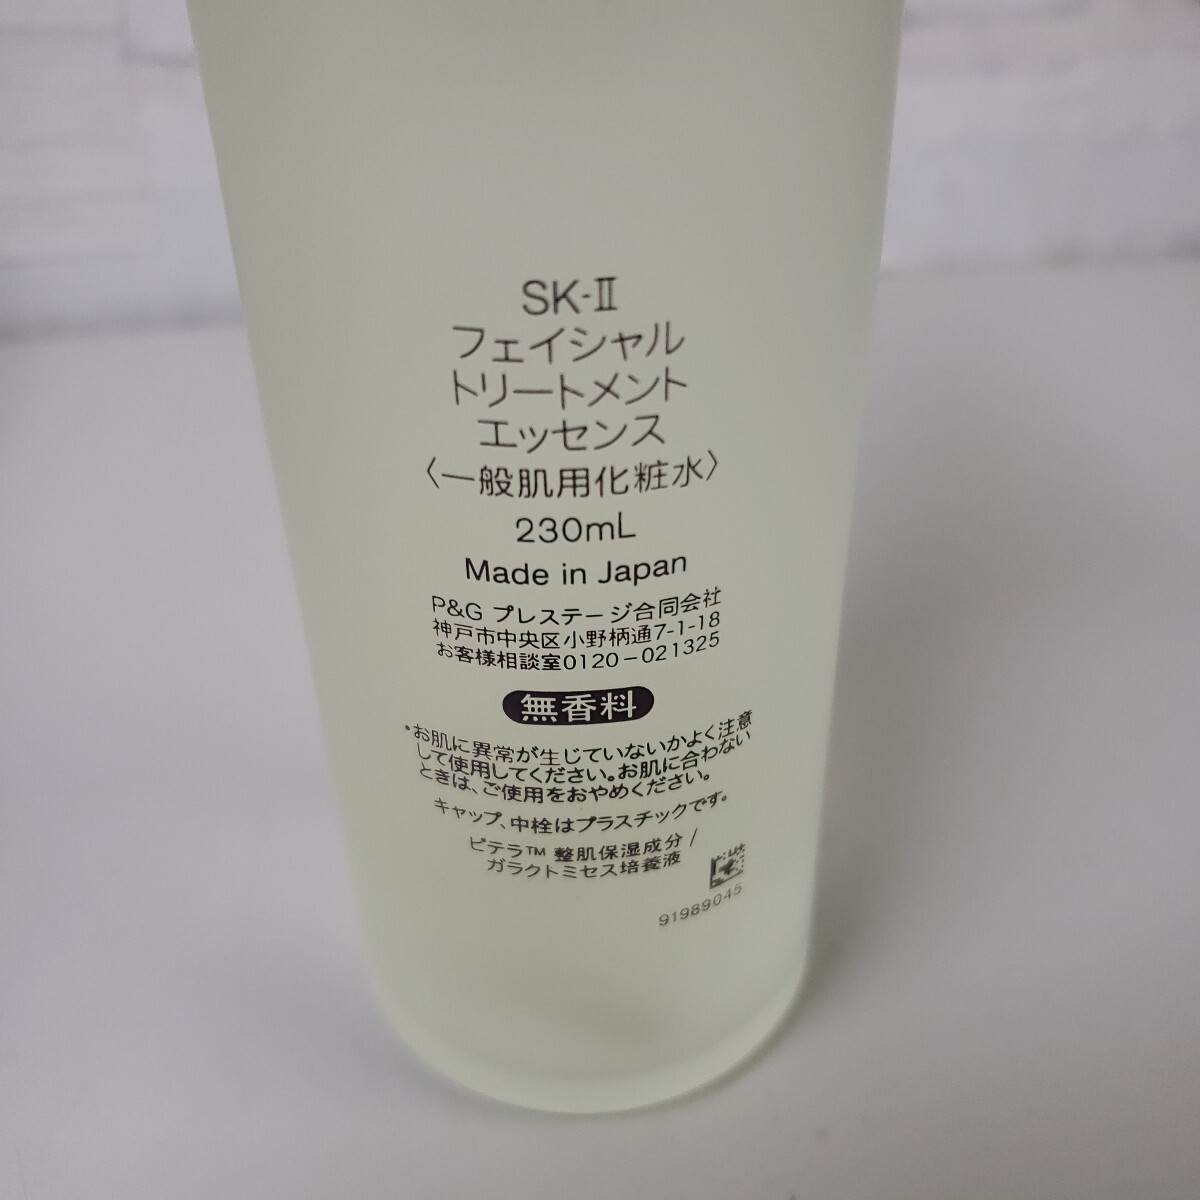 SK-Ⅱ
フェイシャル
トリートメント
エッセンス
〈一般肌用化粧水〉
230mL
Made in Japan
P&G プレステージ合同会社
神戸市中央区小野柄通7-1-18
お客様相談室0120-021325
無香料
*お肌に異常が生じていないかよく注意
して使用してください。お肌に合わない
ときは、ご使用をおやめください。
キャップ、中栓はプラスチックです。
ピテラ™ 整肌保湿成分/
ガラクトミセス培養液
91989045